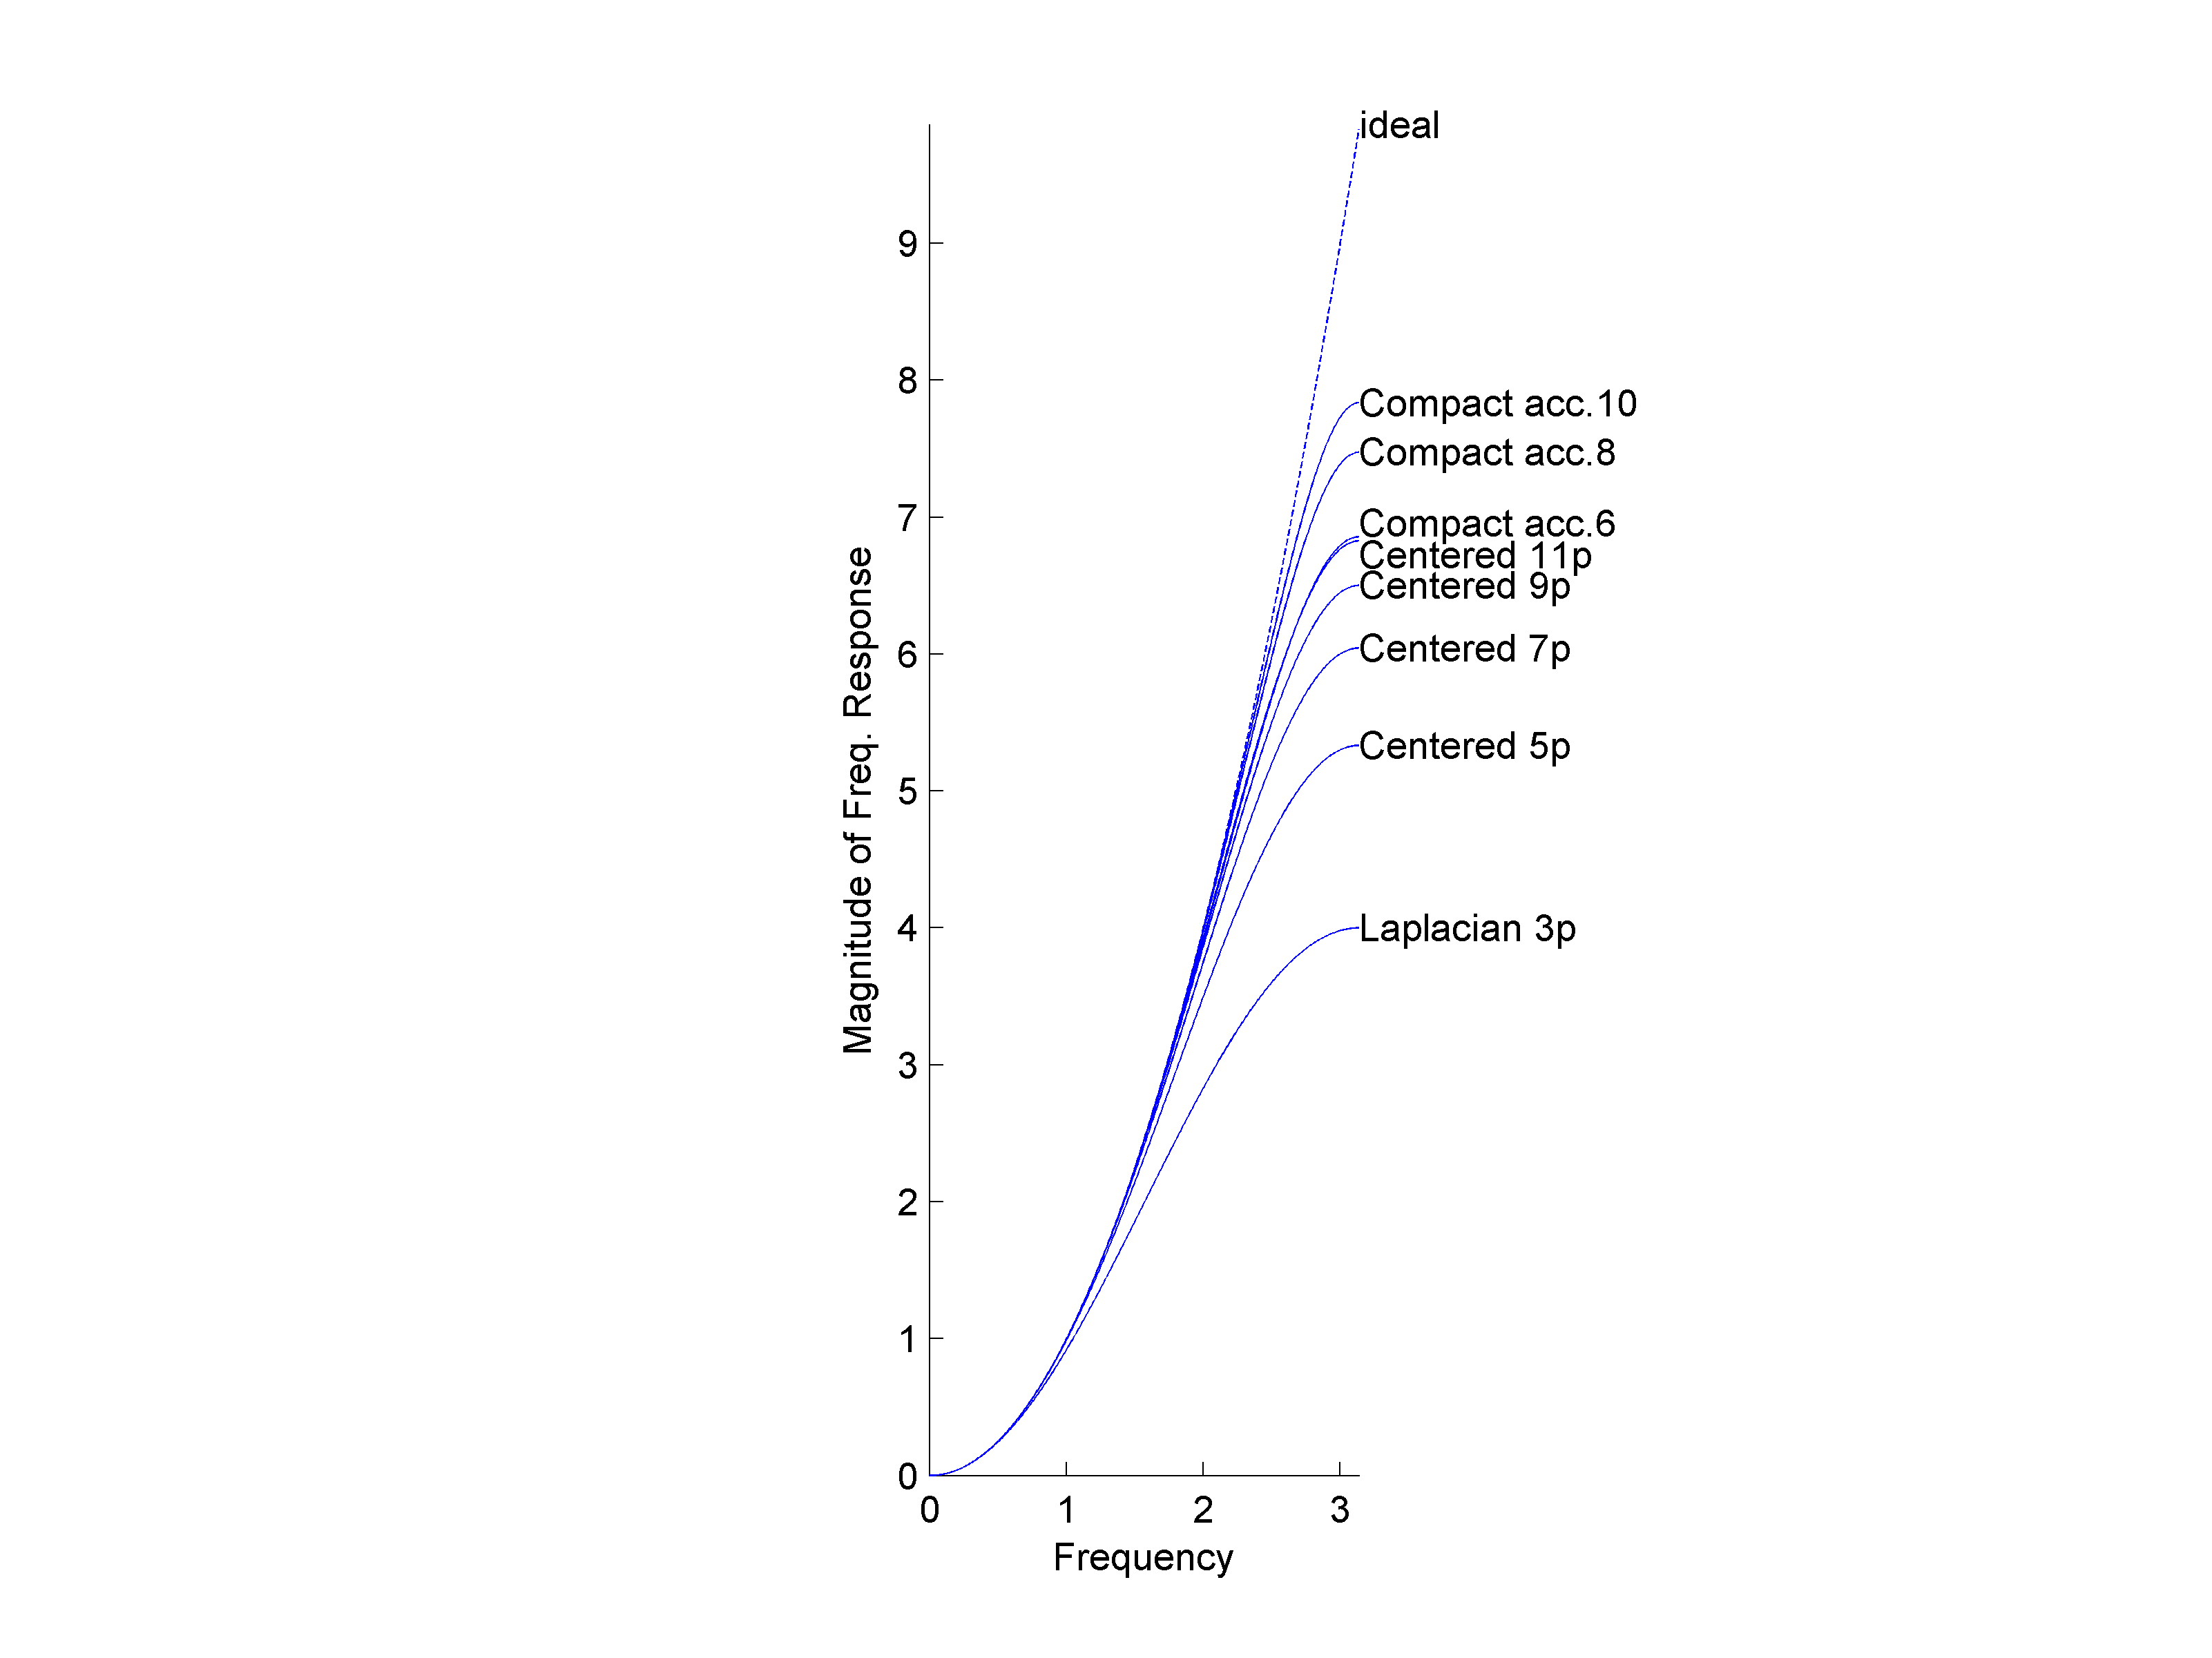 ideal
9
8
Compact acc.10
Compact acc.8
7
Compact acc.6
Centered 11p
Centered 9p
6
Centered 7p
Magnitude of Freq. Response
5
Centered 5p
4
Laplacian 3p
3
2
1
0
0 1 2 3
Frequency